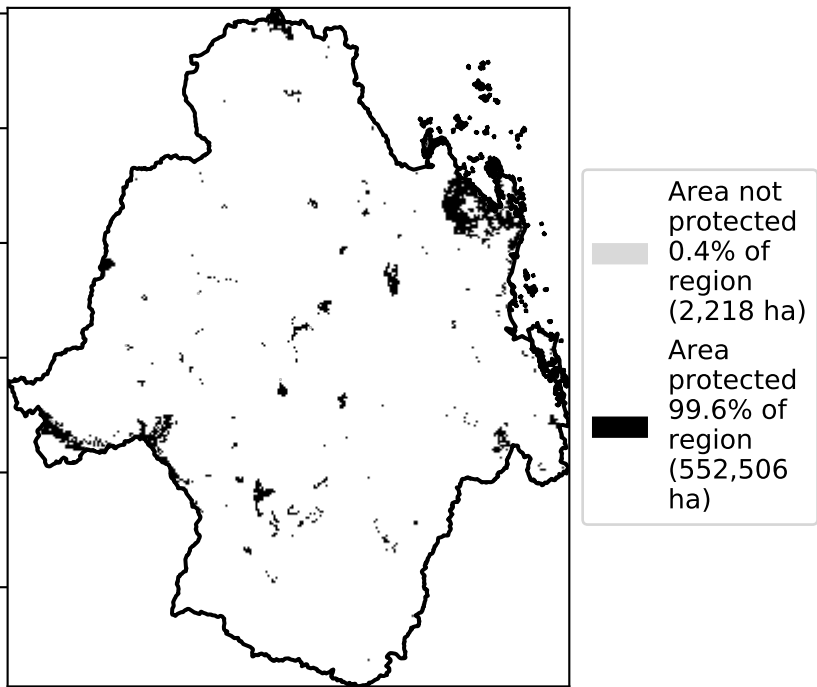 Area not
protected
0.4% of
region
(2,218 ha)
Area
protected
99.6% of
region
(552,506
ha)